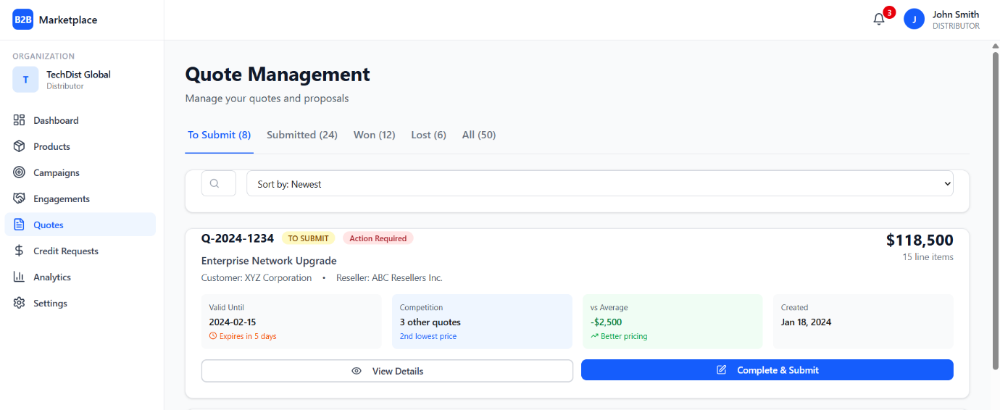 B2B Marketplace
3
J
John Smith
DISTRIBUTOR
ORGANIZATION
T
TechDist Global
Distributor
Dashboard
Products
Campaigns
Engagements
Quotes
Credit Requests
Analytics
Settings
Quote Management
Manage your quotes and proposals
To Submit (8) Submitted (24) Won (12) Lost (6) All (50)
Sort by: Newest
Q-2024-1234 TO SUBMIT Action Required
$118,500
15 line items
Enterprise Network Upgrade
Customer: XYZ Corporation • Reseller: ABC Resellers Inc.
Valid Until
2024-02-15
Expires in 5 days
Competition
3 other quotes
2nd lowest price
vs Average
-$2,500
Better pricing
Created
Jan 18, 2024
View Details
Complete & Submit